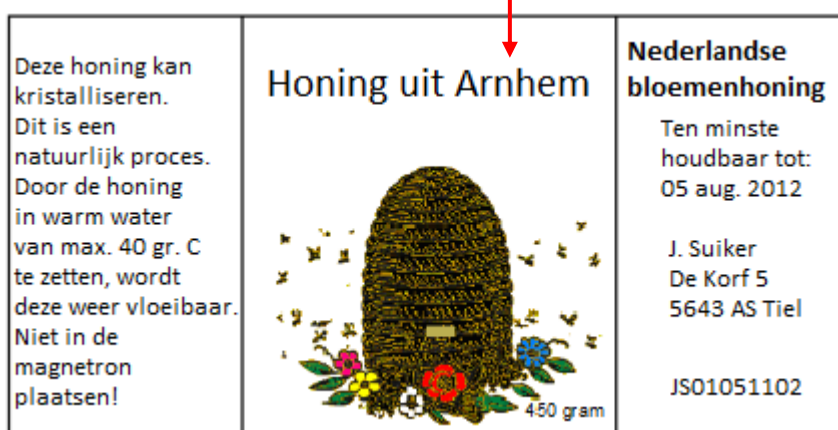 Deze honing kan
kristalliseren.
Dit is een
natuurlijk proces.
Door de honing
in warm water
van max. 40 gr. C
te zetten, wordt
deze weer vloeibaar.
Niet in de
magnetron
plaatsen!
Honing uit Arnhem
450 gram
Nederlandse
bloemenhoning
Ten minste
houdbaar tot:
05 aug. 2012
J. Suiker
De Korf 5
5643 AS Tiel
JS01051102